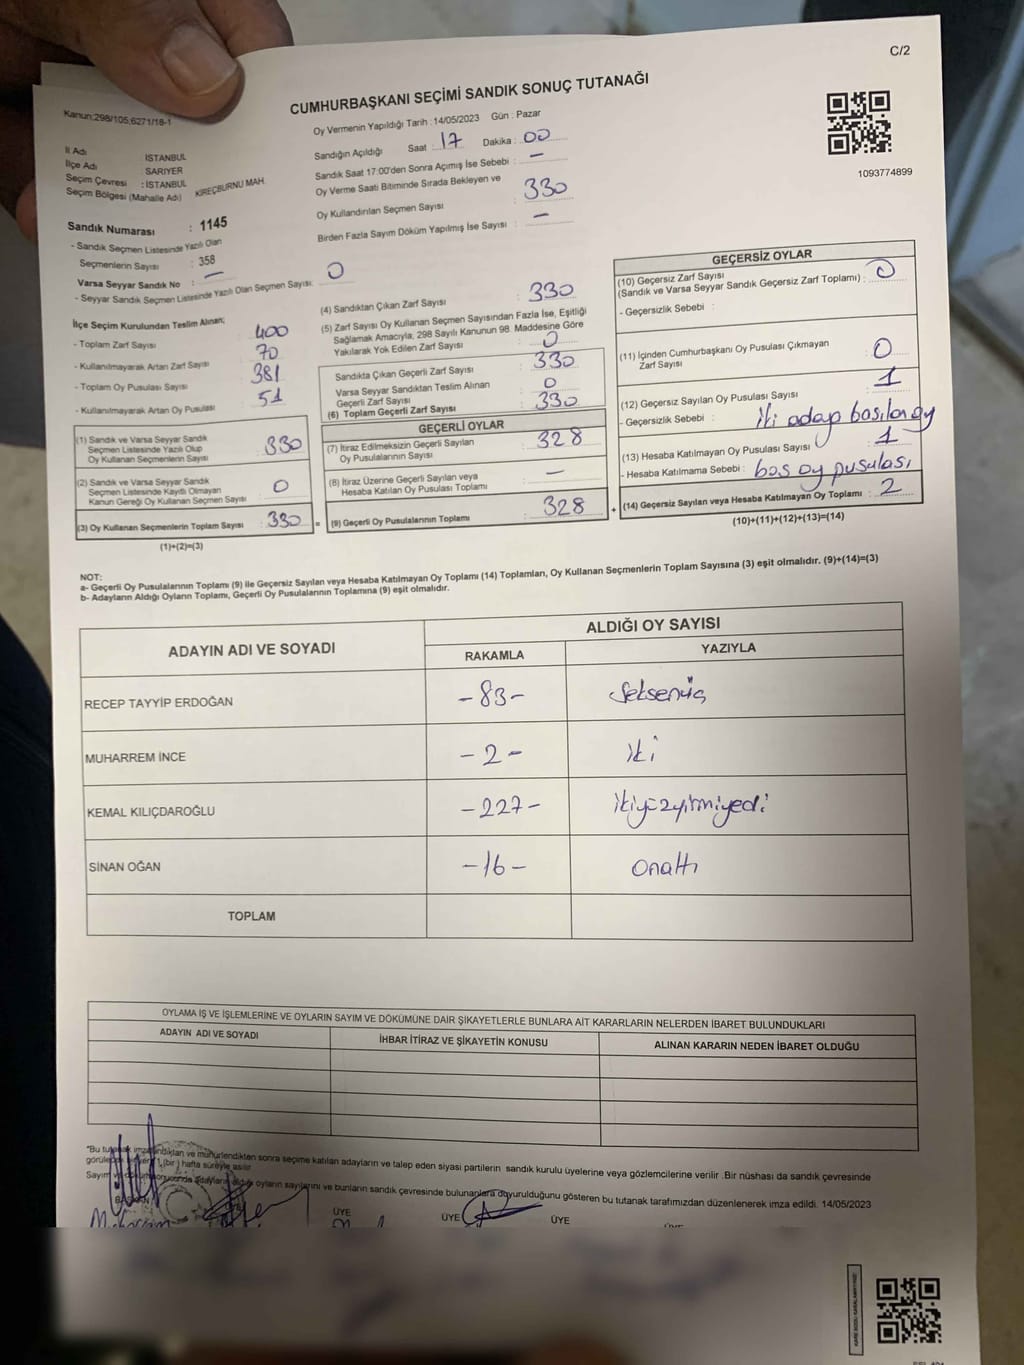 C/2
CUMHURBAŞKANI SEÇİMİ SANDIK SONUÇ TUTANAĞI
Kanun:298/105;6271/18-1
Oy Vermenin Yapıldığı Tarih : 14/05/2023 Gün : Pazar
Sandığın Açıldığı Saat : 17 Dakika : 00
Sandık Saat 17:00'den Sonra Açımış İse Sebebi : —
Oy Verme Saati Bitiminde Sırada Bekleyen ve
Oy Kullandırılan Seçmen Sayısı : 330
Birden Fazla Sayım Döküm Yapılmış İse Sayısı : —
1093774899
İl Adı : İSTANBUL
İlçe Adı : SARIYER
Seçim Çevresi : İSTANBUL
Seçim Bölgesi (Mahalle Adı) KİREÇBURNU MAH.
Sandık Numarası : 1145
- Sandık Seçmen Listesinde Yazılı Olan
Seçmenlerin Sayısı : 358
Varsa Seyyar Sandık No : —
- Seyyar Sandık Seçmen Listesinde Yazılı Olan Seçmen Sayısı: 0
İlçe Seçim Kurulundan Teslim Alınan;
- Toplam Zarf Sayısı : 400
- Kullanılmayarak Artan Zarf Sayısı : 70
- Toplam Oy Pusulası Sayısı : 381
- Kullanılmayarak Artan Oy Pusulası : 51
(1) Sandık ve Varsa Seyyar Sandık
Seçmen Listesinde Yazılı Olup
Oy Kullanan Seçmenlerin Sayısı : 330
(2) Sandık ve Varsa Seyyar Sandık
Seçmen Listesinde Kaydı Olmayan
Kanun Gereği Oy Kullanan Seçmen Sayısı : 0
(3) Oy Kullanan Seçmenlerin Toplam Sayısı : 330 =
(1)+(2)=(3)
(4) Sandıktan Çıkan Zarf Sayısı : 330
(5) Zarf Sayısı Oy Kullanan Seçmen Sayısından Fazla İse, Eşitliği
Sağlamak Amacıyla, 298 Sayılı Kanunun 98. Maddesine Göre
Yakılarak Yok Edilen Zarf Sayısı : 0
Sandıkta Çıkan Geçerli Zarf Sayısı : 330
Varsa Seyyar Sandıktan Teslim Alınan
Geçerli Zarf Sayısı : 0
(6) Toplam Geçerli Zarf Sayısı : 330
GEÇERLİ OYLAR
(7) İtiraz Edilmeksizin Geçerli Sayılan
Oy Pusulalarının Sayısı : 328
(8) İtiraz Üzerine Geçerli Sayılan veya
Hesaba Katılan Oy Pusulası Toplamı : —
(9) Geçerli Oy Pusulalarının Toplamı : 328 +
GEÇERSİZ OYLAR
(10) Geçersiz Zarf Sayısı
(Sandık ve Varsa Seyyar Sandık Geçersiz Zarf Toplamı) : 0
- Geçersizlik Sebebi :
(11) İçinden Cumhurbaşkanı Oy Pusulası Çıkmayan
Zarf Sayısı : 0
(12) Geçersiz Sayılan Oy Pusulası Sayısı : 1
- Geçersizlik Sebebi : iki adap basılan oy
(13) Hesaba Katılmayan Oy Pusulası Sayısı : 1
- Hesaba Katılmama Sebebi : bos oy pusulası
(14) Geçersiz Sayılan veya Hesaba Katılmayan Oy Toplamı : 2
(10)+(11)+(12)+(13)=(14)
NOT:
a- Geçerli Oy Pusulalarının Toplamı (9) ile Geçersiz Sayılan veya Hesaba Katılmayan Oy Toplamı (14) Toplamları, Oy Kullanan Seçmenlerin Toplam Sayısına (3) eşit olmalıdır. (9)+(14)=(3)
b- Adayların Aldığı Oyların Toplamı, Geçerli Oy Pusulalarının Toplamına (9) eşit olmalıdır.
ADAYIN ADI VE SOYADI
ALDIĞI OY SAYISI
RAKAMLA YAZIYLA
RECEP TAYYİP ERDOĞAN -83- Seksenüç
MUHARREM İNCE -2- iki
KEMAL KILIÇDAROĞLU -227- ikiyüzyirmiyedi
SİNAN OĞAN -16- onaltı
TOPLAM
OYLAMA İŞ VE İŞLEMLERİNE VE OYLARIN SAYIM VE DÖKÜMÜNE DAİR ŞİKAYETLERLE BUNLARA AİT KARARLARIN NELERDEN İBARET BULUNDUKLARI
ADAYIN ADI VE SOYADI İHBAR İTİRAZ VE ŞİKAYETİN KONUSU ALINAN KARARIN NEDEN İBARET OLDUĞU
"Bu tutanak imzalandıktan ve mühürlendikten sonra seçime katılan adayların ve talep eden siyasi partilerin sandık kurulu üyelerine veya gözlemcilerine verilir .Bir nüshası da sandık çevresinde
1 (bir ) hafta süreyle asılır
Sayım ve adayların aldığı oyların sayılarını ve bunların sandık çevresinde bulunanlara duyurulduğunu gösteren bu tutanak tarafımızdan düzenlenerek imza edildi. 14/05/2023
BAŞKAN ÜYE ÜYE ÜYE